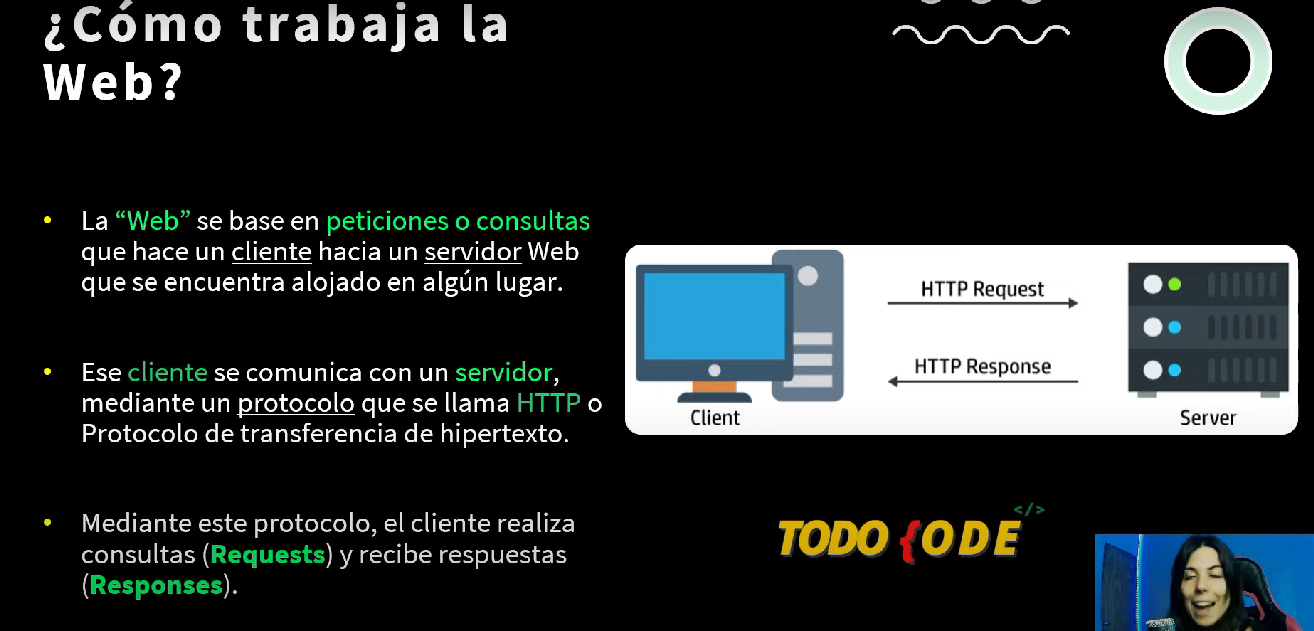 ¿Cómo trabaja la
Web?
• La “Web” se base en peticiones o consultas
que hace un cliente hacia un servidor Web
que se encuentra alojado en algún lugar.
• Ese cliente se comunica con un servidor,
mediante un protocolo que se llama HTTP o
Protocolo de transferencia de hipertexto.
• Mediante este protocolo, el cliente realiza
consultas (Requests) y recibe respuestas
(Responses).
HTTP Request
HTTP Response
Client
Server
</>
TODO {ODE